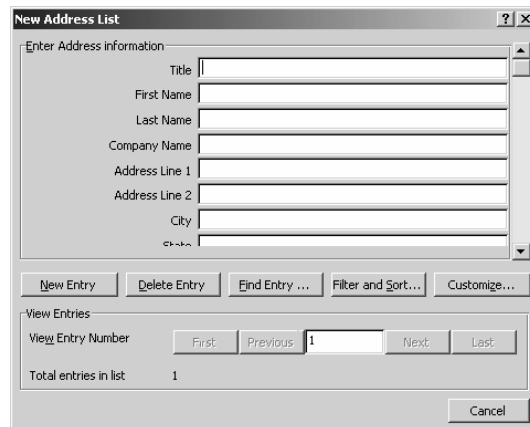 New Address List
Enter Address information
Title
First Name
Last Name
Company Name
Address Line 1
Address Line 2
City
State
New Entry Delete Entry Find Entry ... Filter and Sort... Customize...
View Entries
View Entry Number First Previous 1 Next Last
Total entries in list 1
Cancel